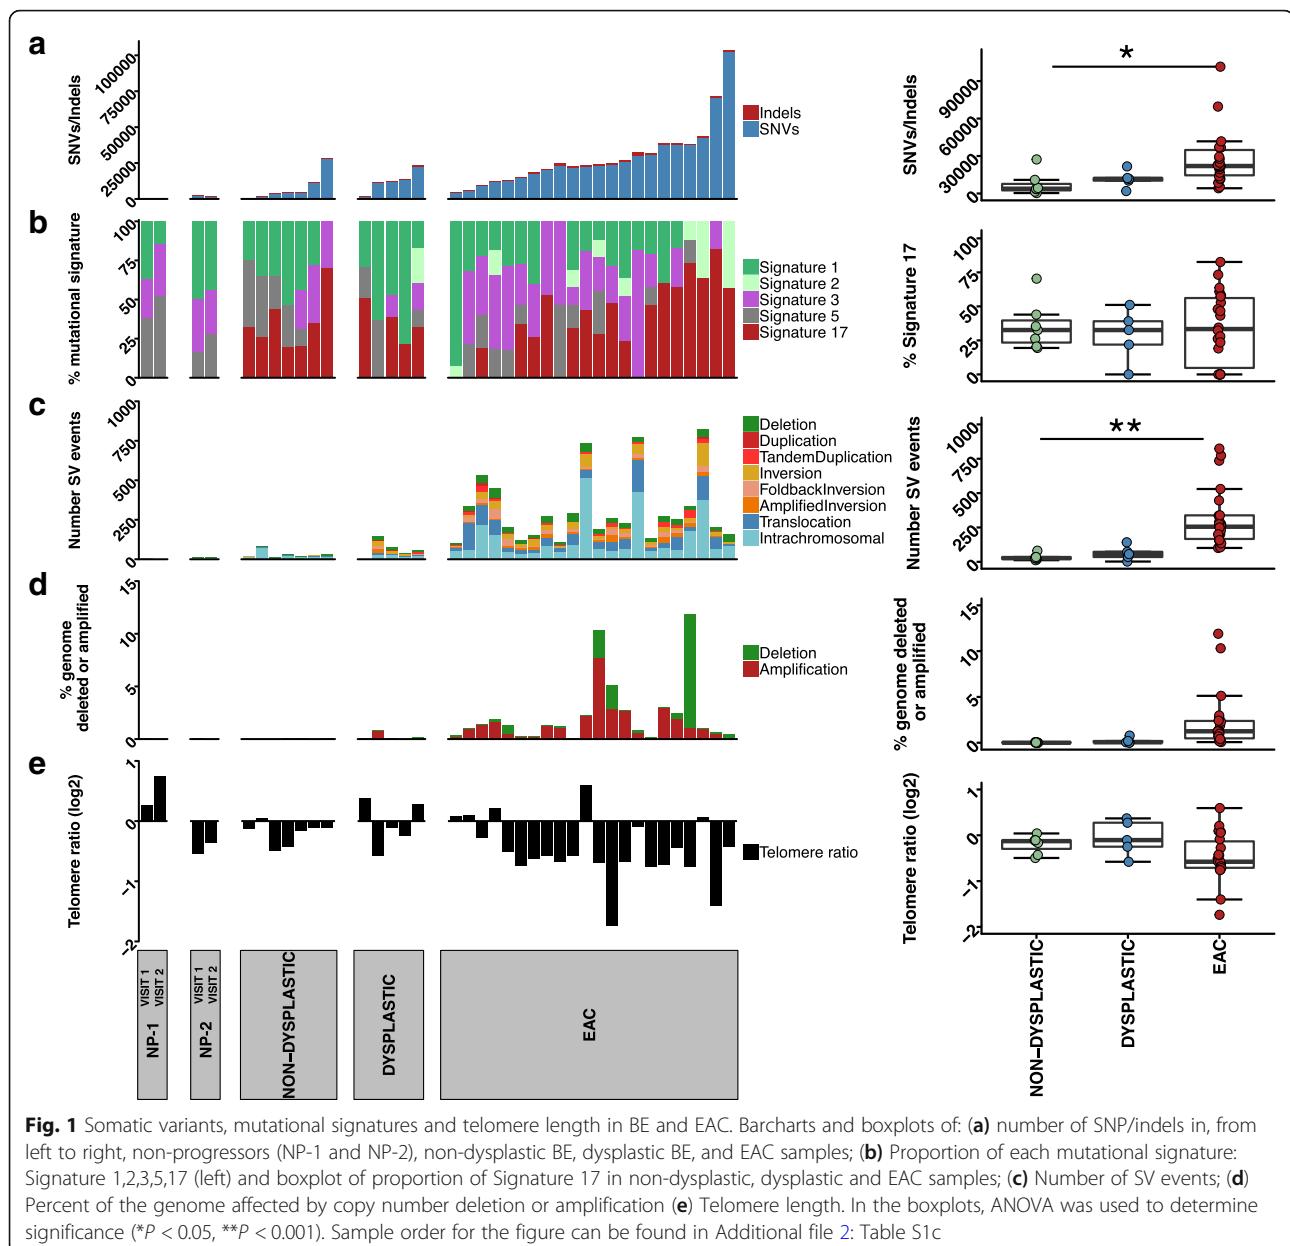 a
SNVs/Indels
100000
75000
50000
25000
0
Indels
SNVs
SNVs/Indels
90000
60000
30000
0
*
b
% mutational signature
100
75
50
25
0
Signature 1
Signature 2
Signature 3
Signature 5
Signature 17
% Signature 17
100
75
50
25
0
c
Number SV events
1000
750
500
250
0
Deletion
Duplication
TandemDuplication
Inversion
FoldbackInversion
AmplifiedInversion
Translocation
Intrachromosomal
Number SV events
1000
750
500
250
0
**
d
% genome
deleted or amplified
15
10
5
0
Deletion
Amplification
% genome deleted
or amplified
15
10
5
0
e
Telomere ratio (log2)
1
0
−1
−2
Telomere ratio
Telomere ratio (log2)
1
0
−1
−2
VISIT 1
VISIT 2
NP-1
VISIT 1
VISIT 2
NP-2
NON−DYSPLASTIC
DYSPLASTIC
EAC
NON−DYSPLASTIC
DYSPLASTIC
EAC
Fig. 1 Somatic variants, mutational signatures and telomere length in BE and EAC. Barcharts and boxplots of: (a) number of SNP/indels in, from
left to right, non-progressors (NP-1 and NP-2), non-dysplastic BE, dysplastic BE, and EAC samples; (b) Proportion of each mutational signature:
Signature 1,2,3,5,17 (left) and boxplot of proportion of Signature 17 in non-dysplastic, dysplastic and EAC samples; (c) Number of SV events; (d)
Percent of the genome affected by copy number deletion or amplification (e) Telomere length. In the boxplots, ANOVA was used to determine
significance (*P < 0.05, **P < 0.001). Sample order for the figure can be found in Additional file 2: Table S1c